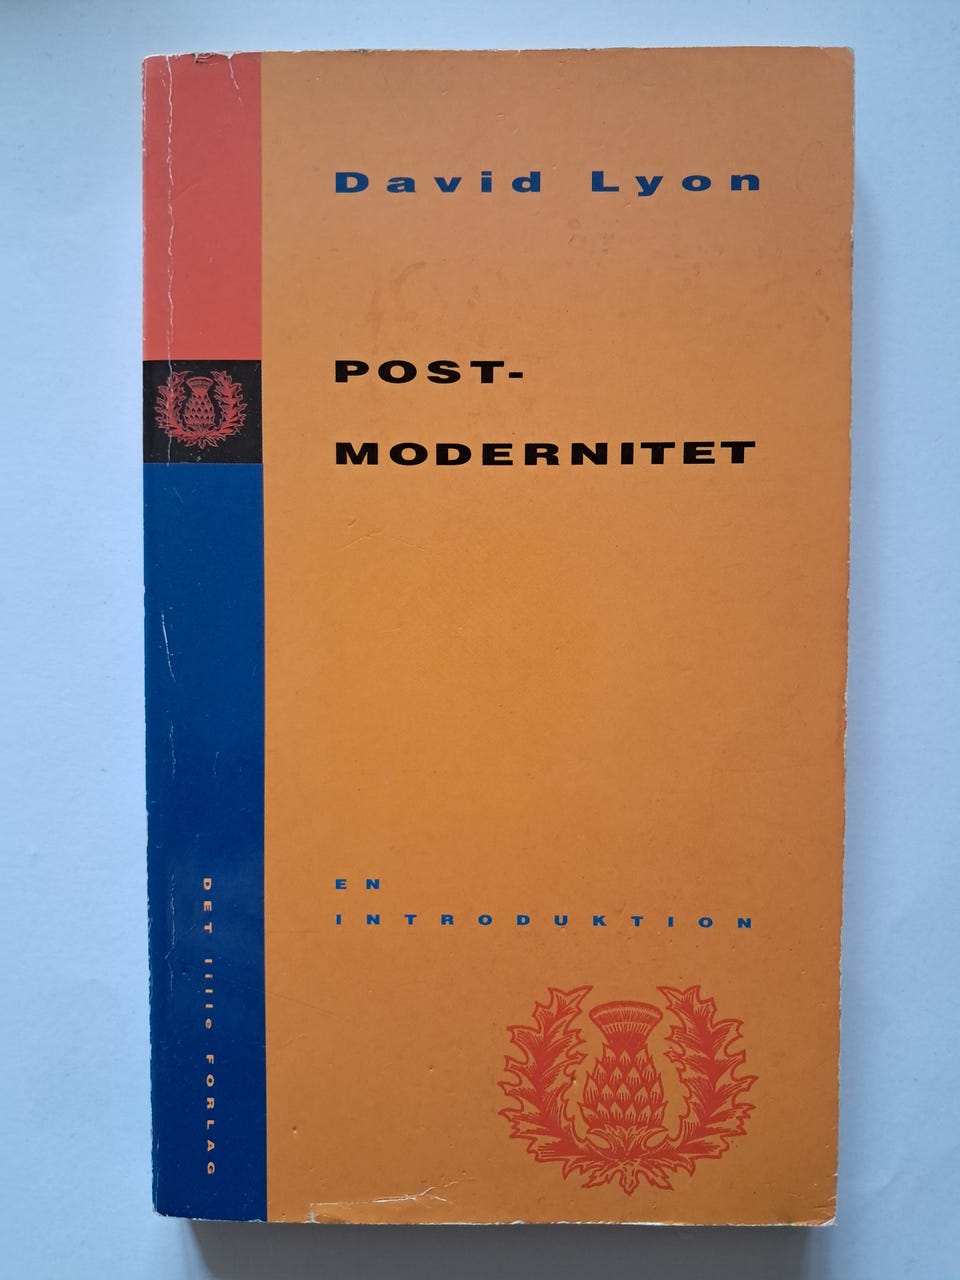 David Lyon
POST-
MODERNITET
EN
INTRODUKTION
DET lille FORLAG